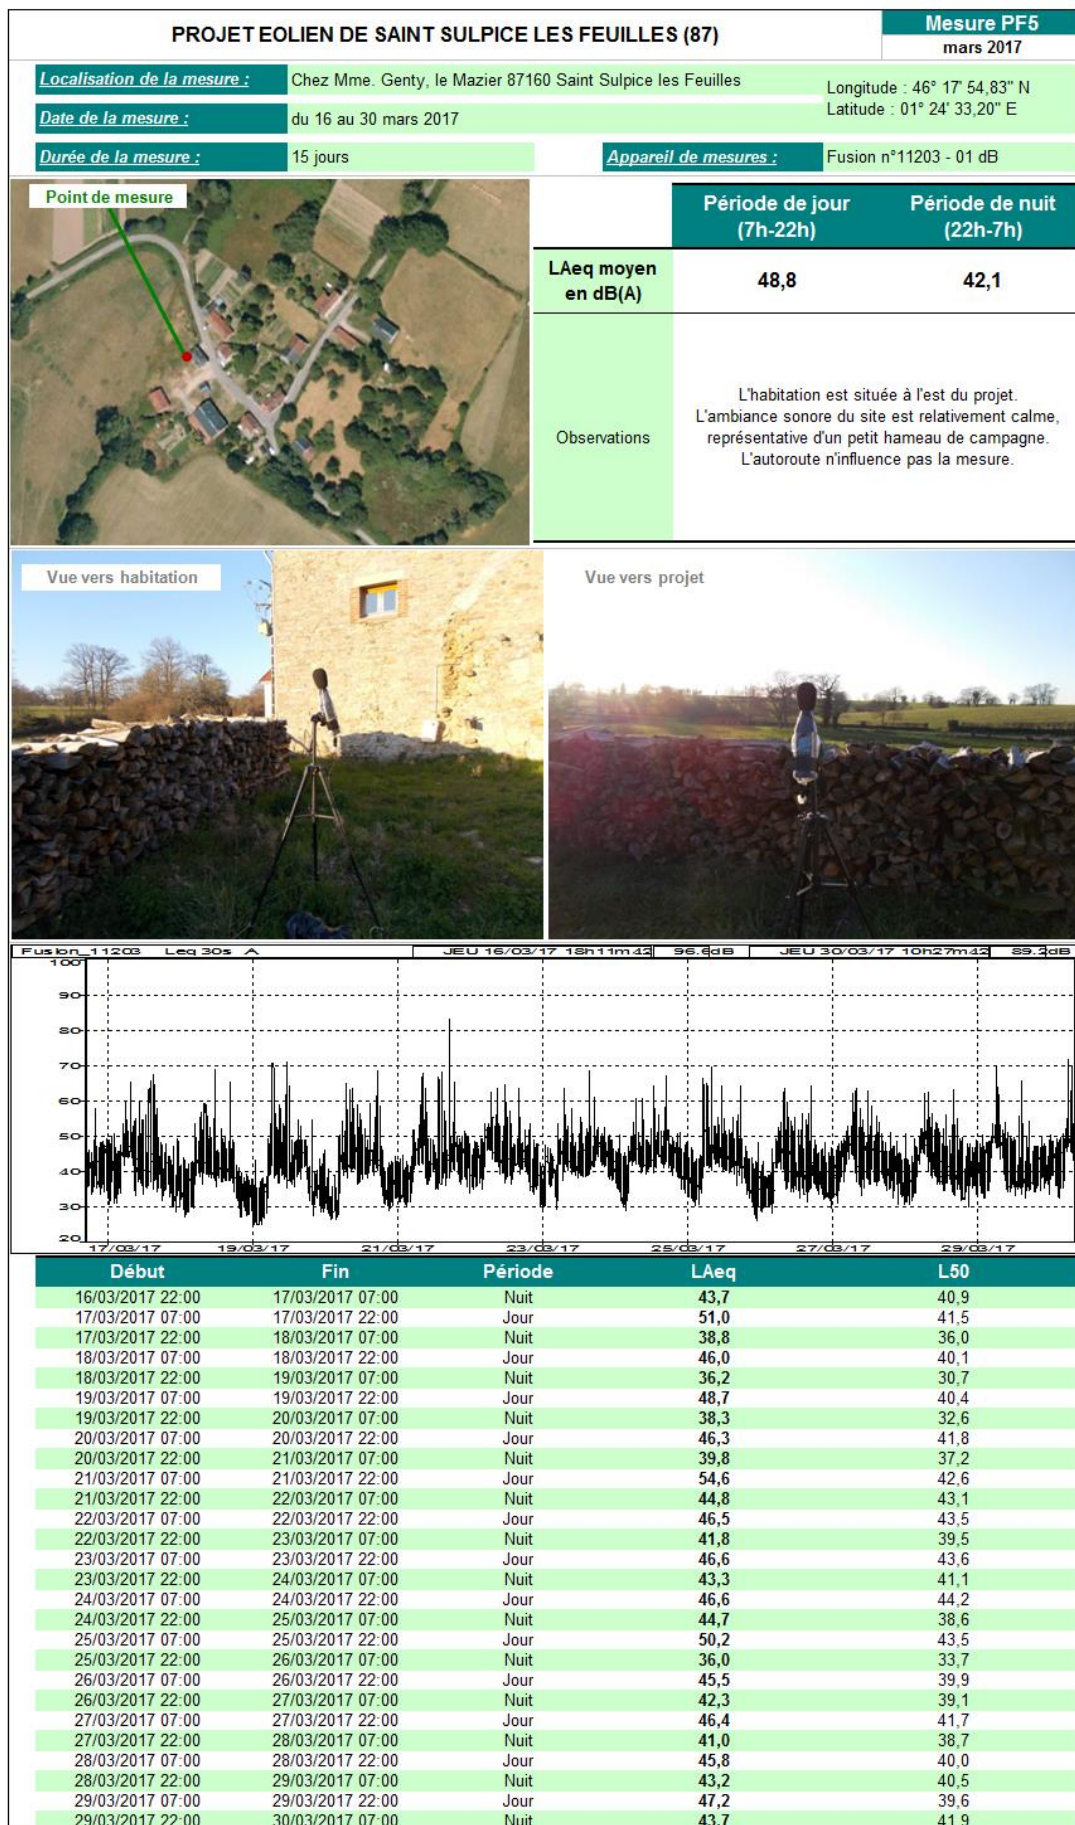 PROJET EOLIEN DE SAINT SULPICE LES FEUILLES (87)
Mesure PF5
mars 2017
Localisation de la mesure :
Chez Mme. Genty, le Mazier 87160 Saint Sulpice les Feuilles
Longitude : 46° 17' 54,83" N
Latitude : 01° 24' 33,20" E
Date de la mesure :
du 16 au 30 mars 2017
Durée de la mesure :
15 jours
Appareil de mesures :
Fusion n°11203 - 01 dB
Point de mesure
Période de jour
(7h-22h)
Période de nuit
(22h-7h)
LAeq moyen
en dB(A)
48,8
42,1
Observations
L'habitation est située à l'est du projet.
L'ambiance sonore du site est relativement calme,
représentative d'un petit hameau de campagne.
L'autoroute n'influence pas la mesure.
Vue vers habitation
Vue vers projet
Fusion_11203 Leq 30s A JEU 16/03/17 18h11m42 96.6dB JEU 30/03/17 10h27m42 89.2dB
100
90
80
70
60
50
40
30
20
17/03/17 19/03/17 21/03/17 23/03/17 25/03/17 27/03/17 29/03/17
Début Fin Période LAeq L50
16/03/2017 22:00 17/03/2017 07:00 Nuit 43,7 40,9
17/03/2017 07:00 17/03/2017 22:00 Jour 51,0 41,5
17/03/2017 22:00 18/03/2017 07:00 Nuit 38,8 36,0
18/03/2017 07:00 18/03/2017 22:00 Jour 46,0 40,1
18/03/2017 22:00 19/03/2017 07:00 Nuit 36,2 30,7
19/03/2017 07:00 19/03/2017 22:00 Jour 48,7 40,4
19/03/2017 22:00 20/03/2017 07:00 Nuit 38,3 32,6
20/03/2017 07:00 20/03/2017 22:00 Jour 46,3 41,8
20/03/2017 22:00 21/03/2017 07:00 Nuit 39,8 37,2
21/03/2017 07:00 21/03/2017 22:00 Jour 54,6 42,6
21/03/2017 22:00 22/03/2017 07:00 Nuit 44,8 43,1
22/03/2017 07:00 22/03/2017 22:00 Jour 46,5 43,5
22/03/2017 22:00 23/03/2017 07:00 Nuit 41,8 39,5
23/03/2017 07:00 23/03/2017 22:00 Jour 46,6 43,6
23/03/2017 22:00 24/03/2017 07:00 Nuit 43,3 41,1
24/03/2017 07:00 24/03/2017 22:00 Jour 46,6 44,2
24/03/2017 22:00 25/03/2017 07:00 Nuit 44,7 38,6
25/03/2017 07:00 25/03/2017 22:00 Jour 50,2 43,5
25/03/2017 22:00 26/03/2017 07:00 Nuit 36,0 33,7
26/03/2017 07:00 26/03/2017 22:00 Jour 45,5 39,9
26/03/2017 22:00 27/03/2017 07:00 Nuit 42,3 39,1
27/03/2017 07:00 27/03/2017 22:00 Jour 46,4 41,7
27/03/2017 22:00 28/03/2017 07:00 Nuit 41,0 38,7
28/03/2017 07:00 28/03/2017 22:00 Jour 45,8 40,0
28/03/2017 22:00 29/03/2017 07:00 Nuit 43,2 40,5
29/03/2017 07:00 29/03/2017 22:00 Jour 47,2 39,6
29/03/2017 22:00 30/03/2017 07:00 Nuit 43,7 41,9